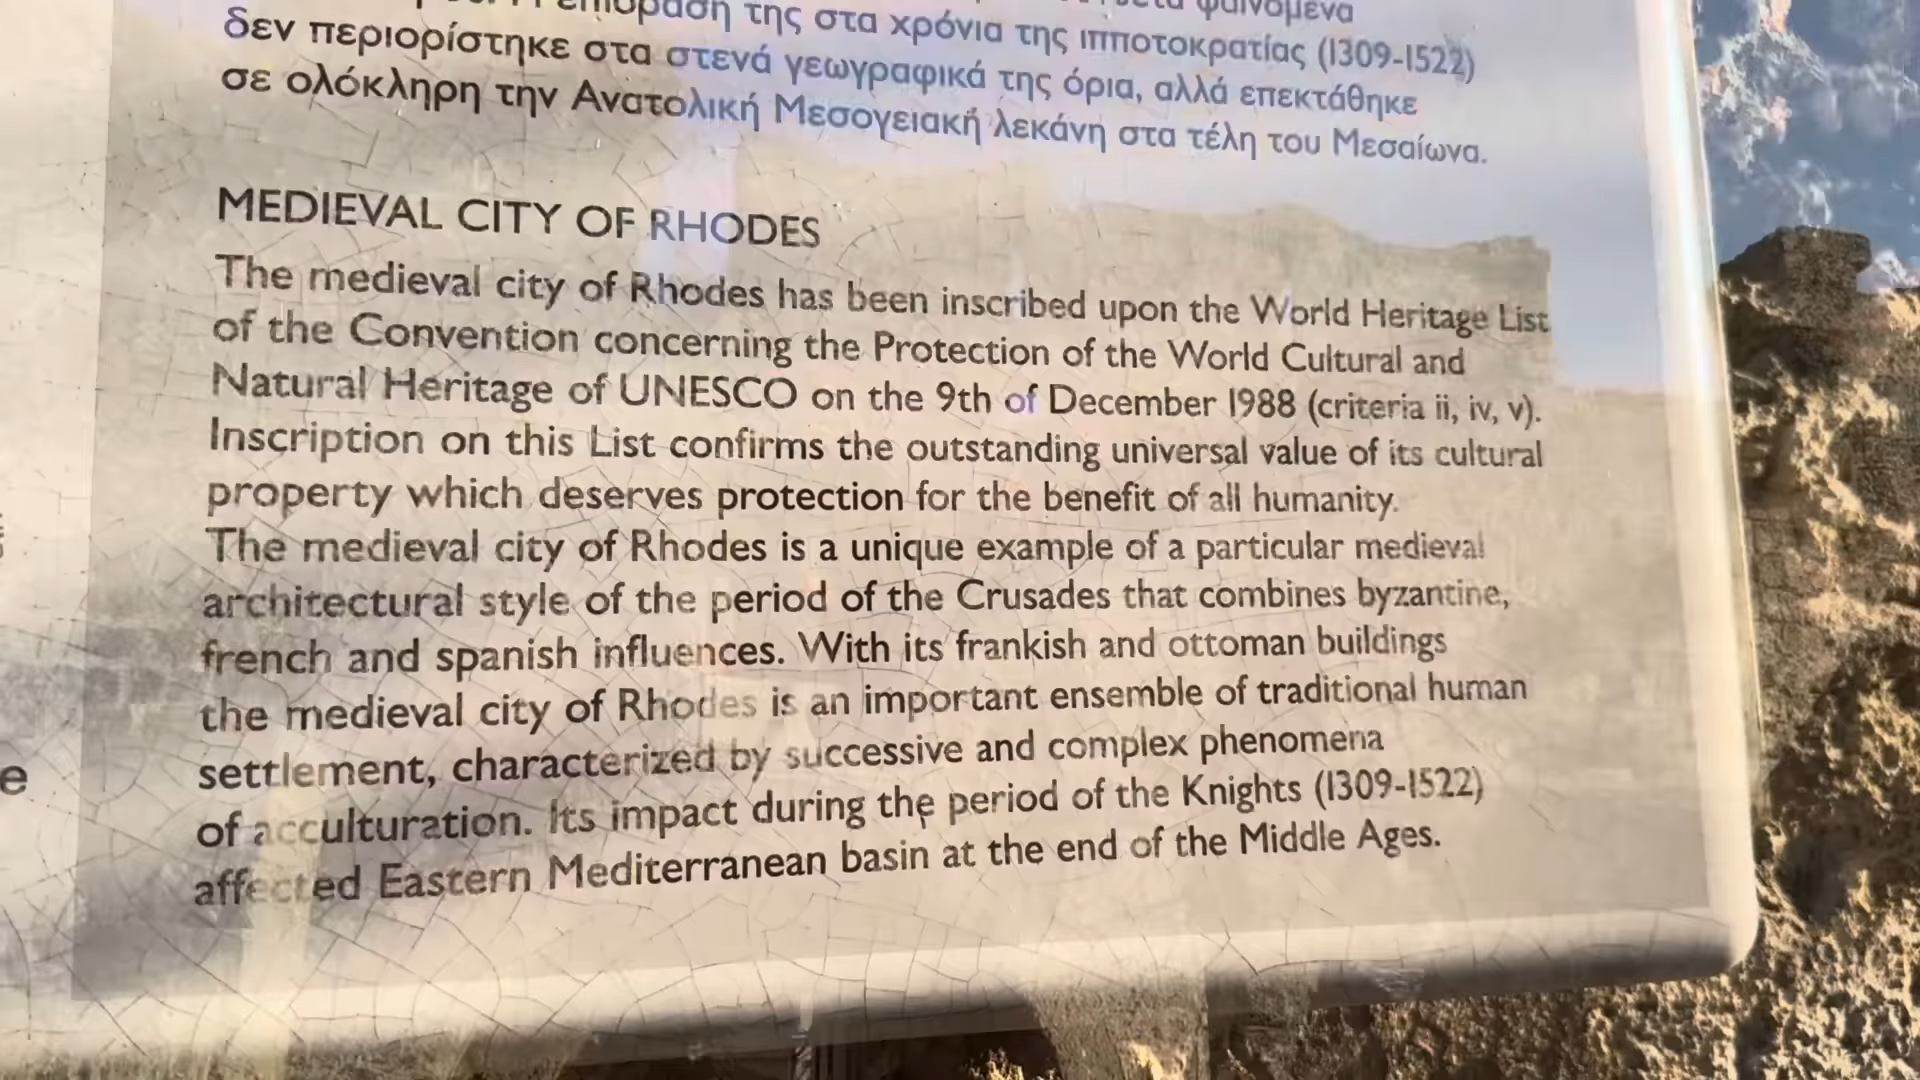 της στα χρόνια της ιπποτοκρατίας (1309-1522)
δεν περιορίστηκε στα στενά γεωγραφικά της όρια, αλλά επεκτάθηκε
σε ολόκληρη την Ανατολική Μεσογειακή λεκάνη στα τέλη του Μεσαίωνα.
MEDIEVAL CITY OF RHODES
The medieval city of Rhodes has been inscribed upon the World Heritage List
of the Convention concerning the Protection of the World Cultural and
Natural Heritage of UNESCO on the 9th of December 1988 (criteria ii, iv, v).
Inscription on this List confirms the outstanding universal value of its cultural
property which deserves protection for the benefit of all humanity.
The medieval city of Rhodes is a unique example of a particular medieval
architectural style of the period of the Crusades that combines byzantine,
french and spanish influences. With its frankish and ottoman buildings
the medieval city of Rhodes is an important ensemble of traditional human
settlement, characterized by successive and complex phenomena
of acculturation. Its impact during the period of the Knights (1309-1522)
affected Eastern Mediterranean basin at the end of the Middle Ages.